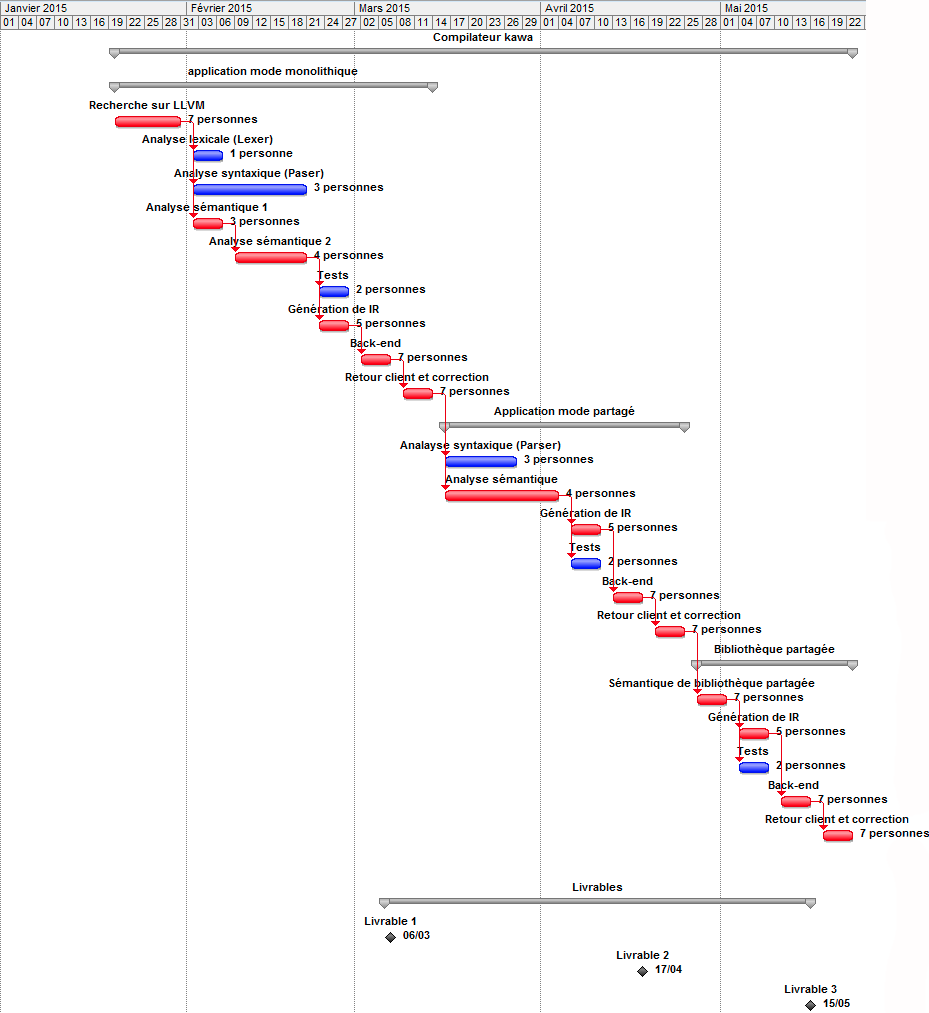 Janvier 2015 Février 2015 Mars 2015 Avril 2015 Mai 2015
01 04 07 10 13 16 19 22 25 28 31 03 06 09 12 15 18 21 24 27 02 05 08 11 14 17 20 23 26 29 01 04 07 10 13 16 19 22 25 28 01 04 07 10 13 16 19 22
Compilateur kawa
application mode monolithique
Recherche sur LLVM
7 personnes
Analyse lexicale (Lexer)
1 personne
Analyse syntaxique (Paser)
3 personnes
Analyse sémantique 1
3 personnes
Analyse sémantique 2
4 personnes
Tests
2 personnes
Génération de IR
5 personnes
Back-end
7 personnes
Retour client et correction
7 personnes
Application mode partagé
Analayse syntaxique (Parser)
3 personnes
Analyse sémantique
4 personnes
Génération de IR
5 personnes
Tests
2 personnes
Back-end
7 personnes
Retour client et correction
7 personnes
Bibliothèque partagée
Sémantique de bibliothèque partagée
7 personnes
Génération de IR
5 personnes
Tests
2 personnes
Back-end
7 personnes
Retour client et correction
7 personnes
Livrables
Livrable 1
06/03
Livrable 2
17/04
Livrable 3
15/05